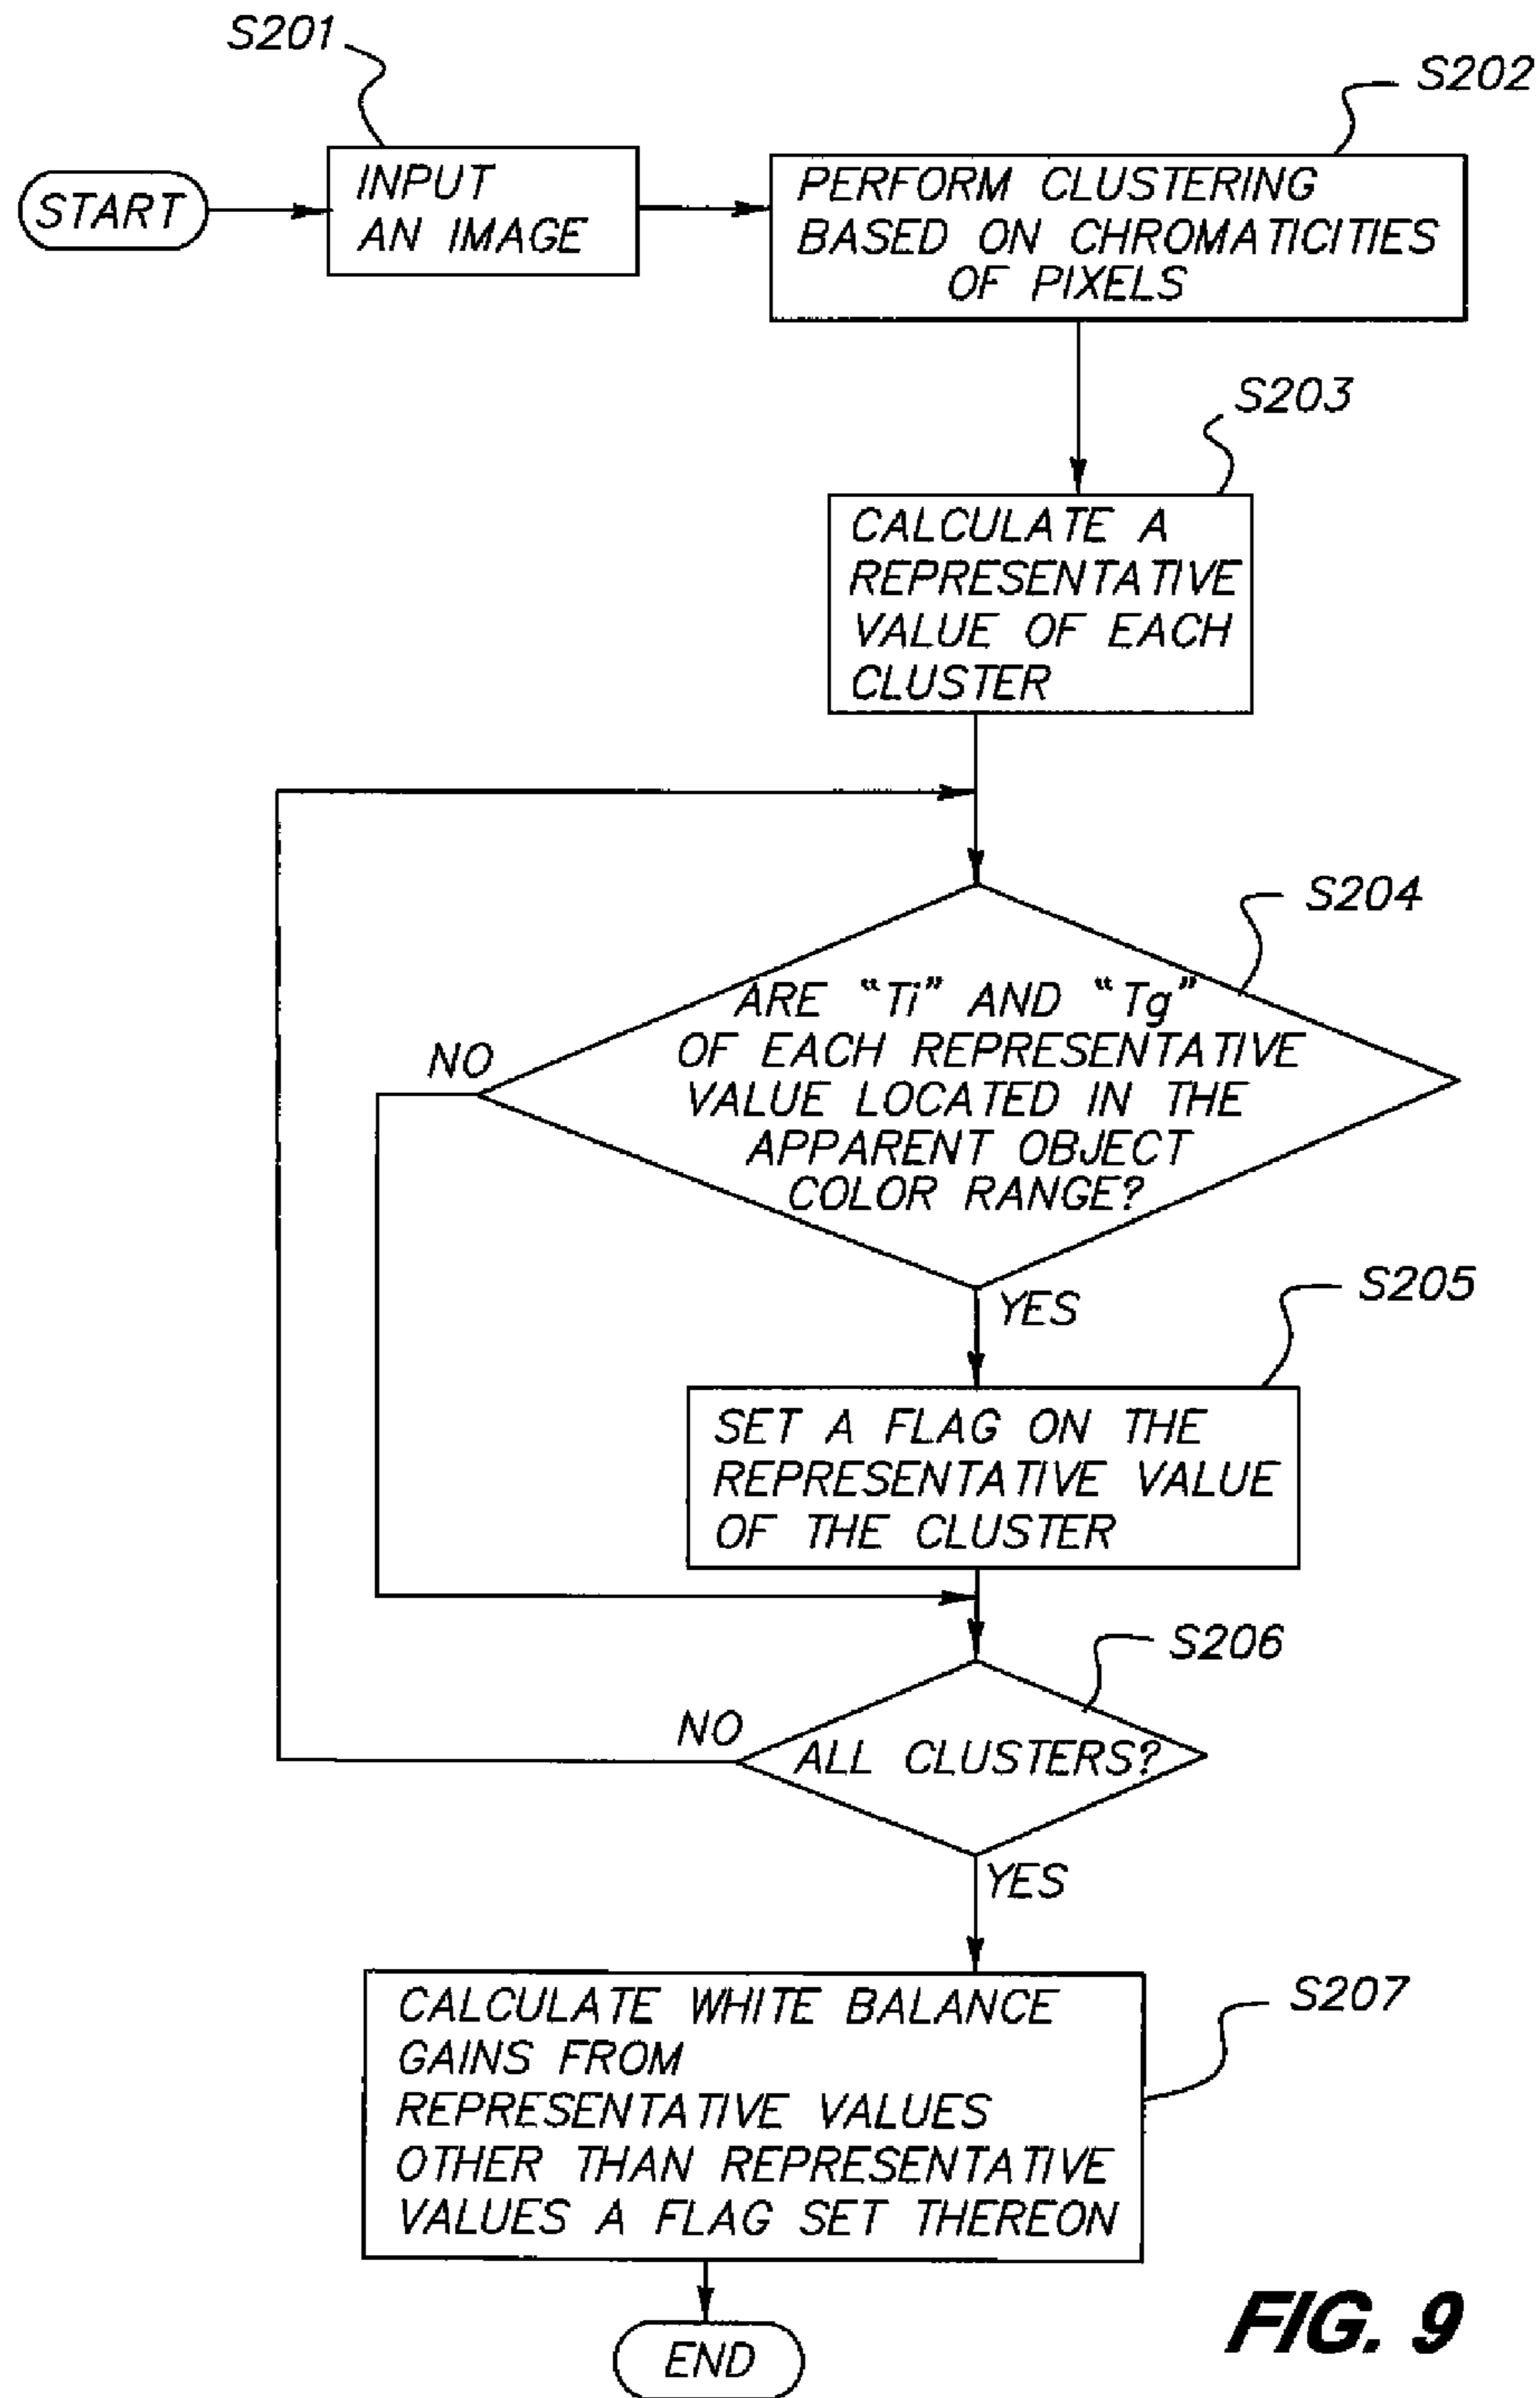 S201
S202
START
INPUT
AN IMAGE
PERFORM CLUSTERING
BASED ON CHROMATICITIES
OF PIXELS
S203
CALCULATE A
REPRESENTATIVE
VALUE OF EACH
CLUSTER
S204
ARE "Ti" AND "Tg"
OF EACH REPRESENTATIVE
VALUE LOCATED IN THE
APPARENT OBJECT
COLOR RANGE?
NO
YES
S205
SET A FLAG ON THE
REPRESENTATIVE VALUE
OF THE CLUSTER
S206
NO
ALL CLUSTERS?
YES
S207
CALCULATE WHITE BALANCE
GAINS FROM
REPRESENTATIVE VALUES
OTHER THAN REPRESENTATIVE
VALUES A FLAG SET THEREON
END
FIG. 9